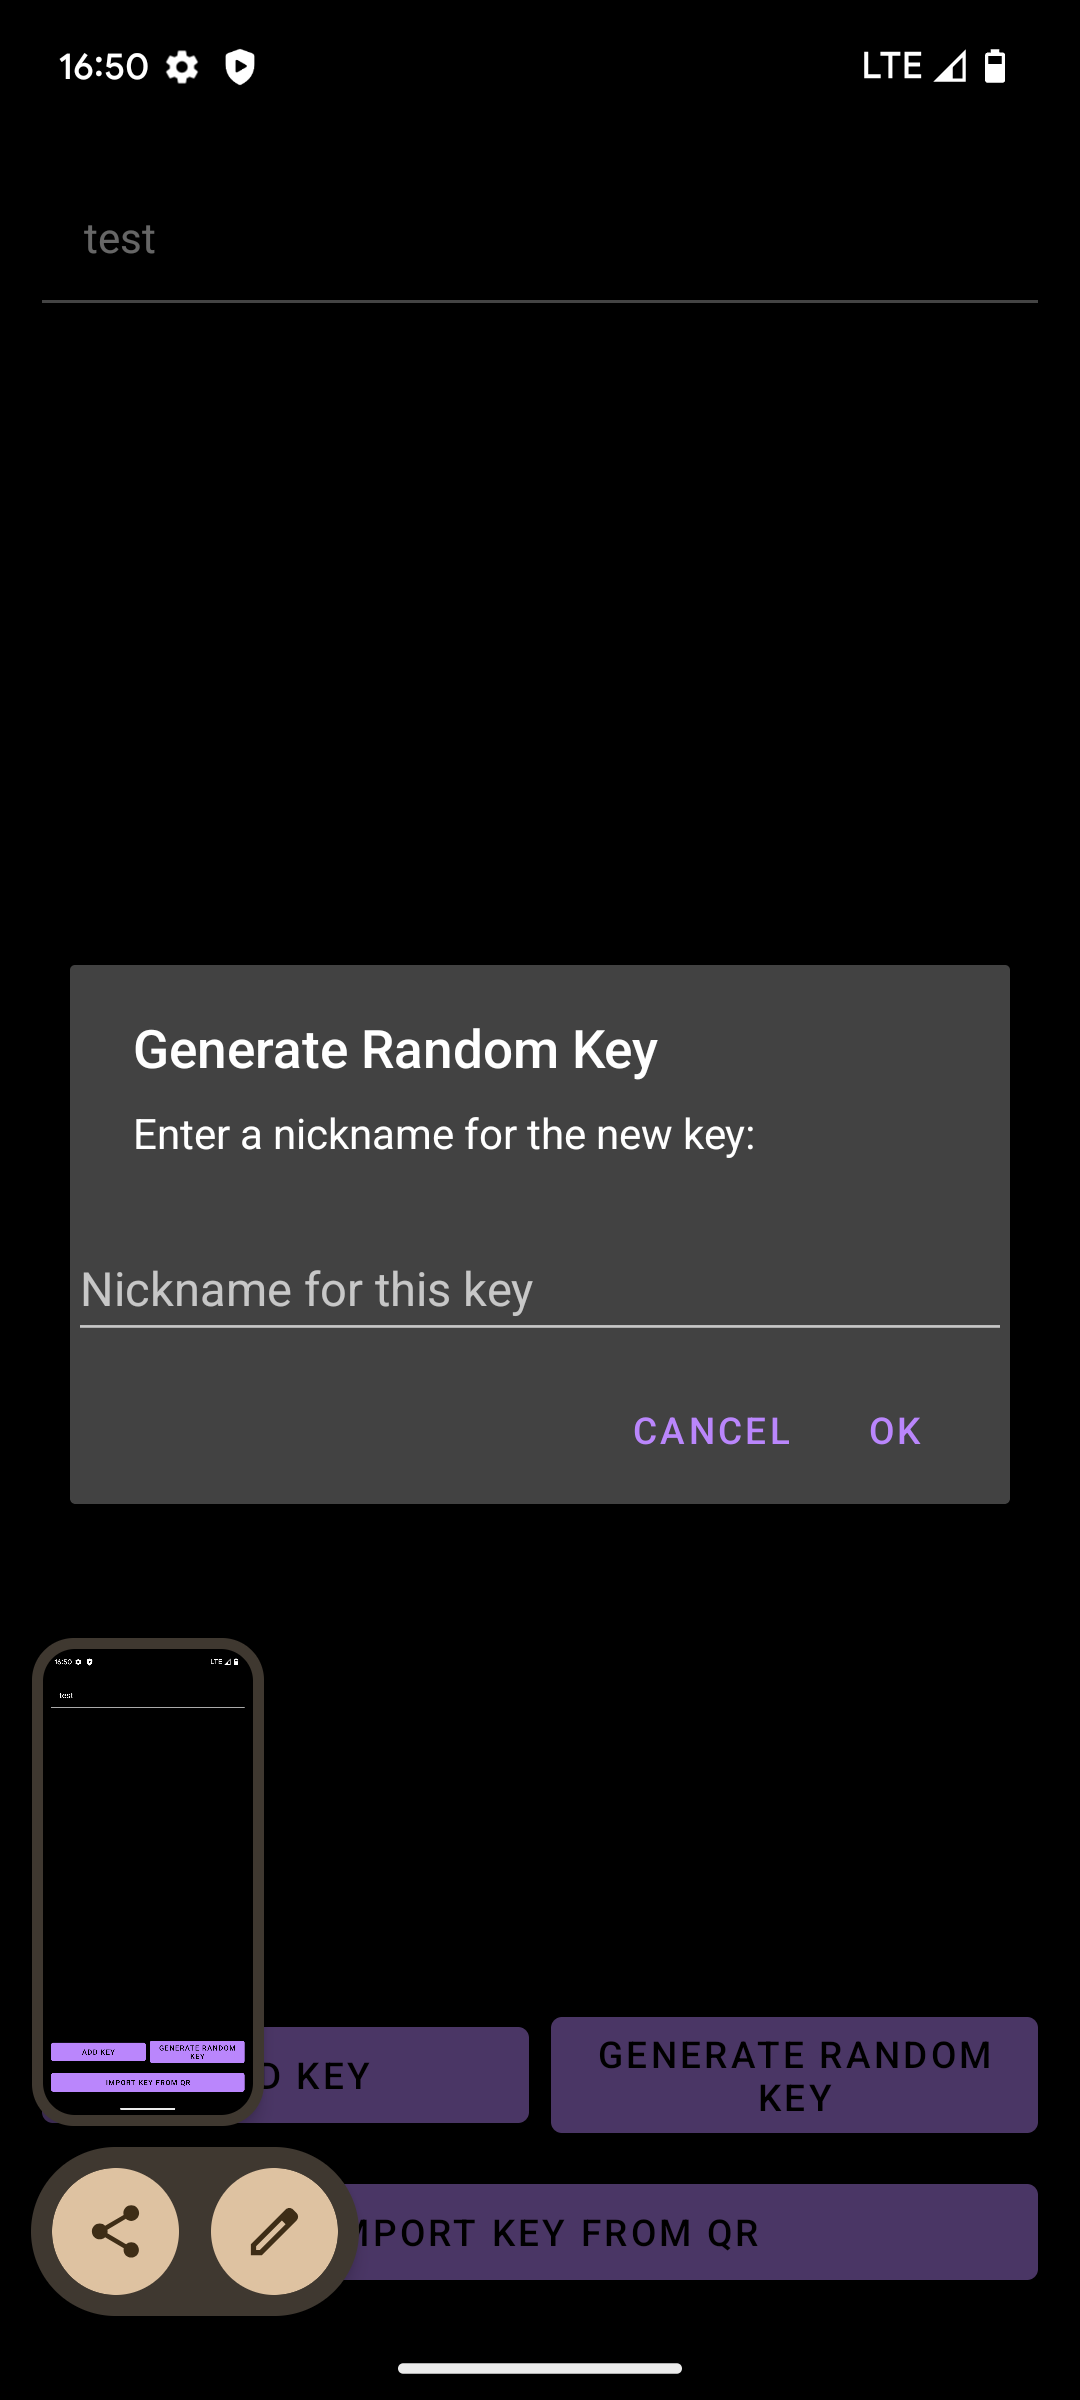 16:50 LTE
test
Generate Random Key
Enter a nickname for the new key:
Nickname for this key
CANCEL OK
16:50 LTE
test
ADD KEY
GENERATE RANDOM
KEY
IMPORT KEY FROM QR
D KEY
GENERATE RANDOM
KEY
MPORT KEY FROM QR